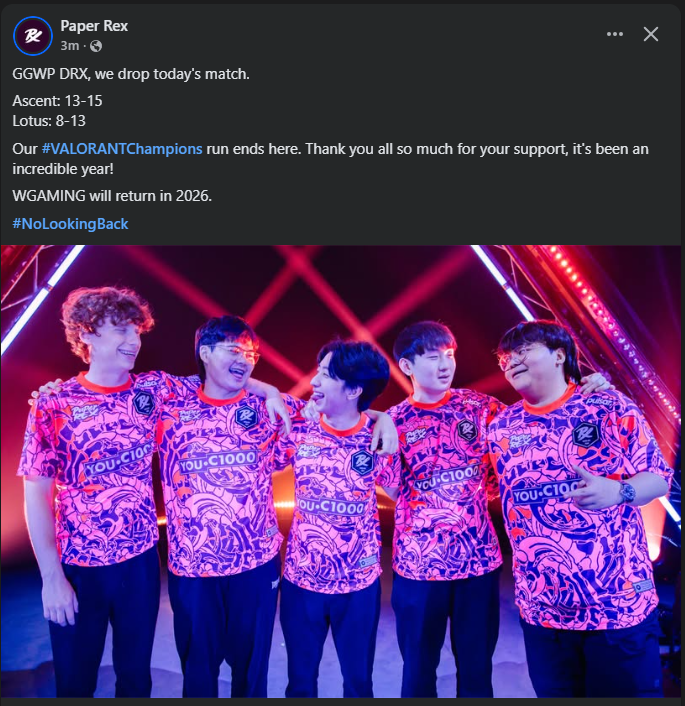 Paper Rex
3m ·
GGWP DRX, we drop today's match.
Ascent: 13-15
Lotus: 8-13
Our #VALORANTChampions run ends here. Thank you all so much for your support, it's been an
incredible year!
WGAMING will return in 2026.
#NoLookingBack
YOU•C1000
YOU•C1000
YOU•C1000
YOU•C1000
YOU•C100